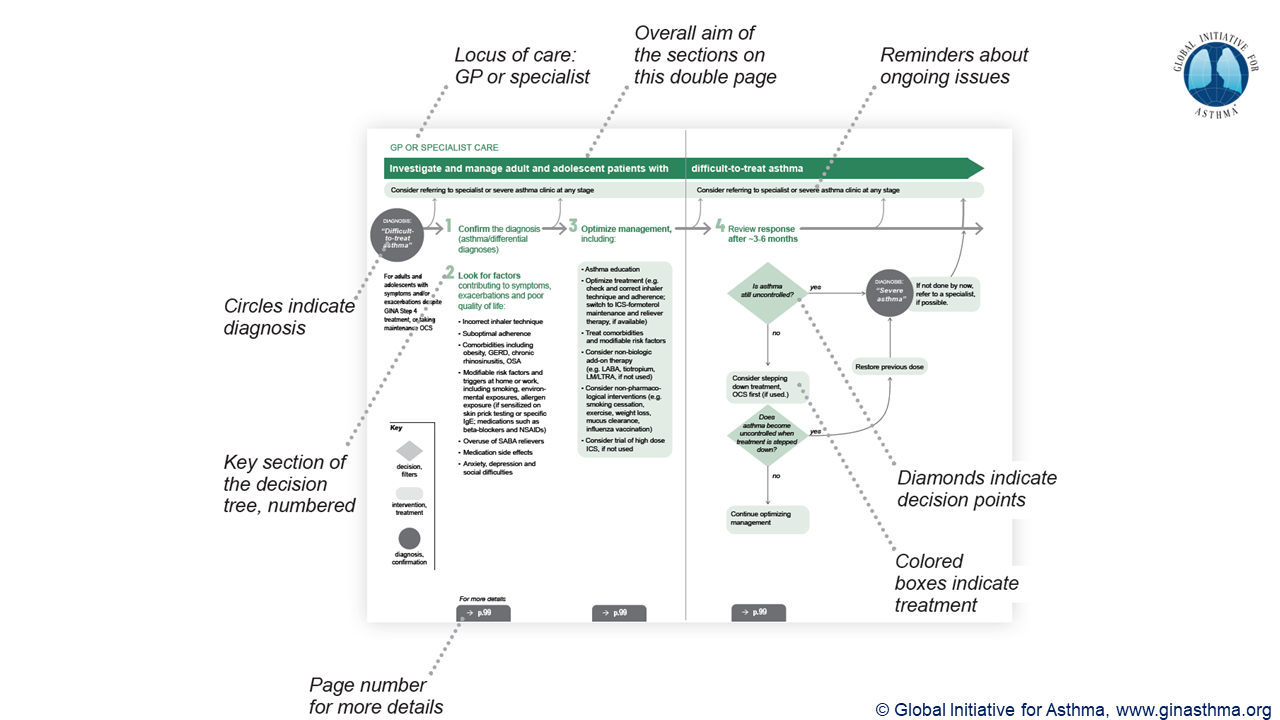 Locus of care:
GP or specialist
Overall aim of
the sections on
this double page
Reminders about
ongoing issues
GLOBAL INITIATIVE FOR
ASTHMA
GP OR SPECIALIST CARE
Investigate and manage adult and adolescent patients with
difficult-to-treat asthma
Consider referring to specialist or severe asthma clinic at any stage
Consider referring to specialist or severe asthma clinic at any stage
DIAGNOSIS:
“Difficult-
to-treat
asthma”
For adults and
adolescents with
symptoms and/or
exacerbations despite
GINA Step 4
treatment, or taking
maintenance OCS
1 Confirm the diagnosis
(asthma/differential
diagnoses)
2 Look for factors
contributing to symptoms,
exacerbations and poor
quality of life:
• Incorrect inhaler technique
• Suboptimal adherence
• Comorbidities including
obesity, GERD, chronic
rhinosinusitis, OSA
• Modifiable risk factors and
triggers at home or work,
including smoking, environ-
mental exposures, allergen
exposure (if sensitized on
skin prick testing or specific
IgE; medications such as
beta-blockers and NSAIDs)
• Overuse of SABA relievers
• Medication side effects
• Anxiety, depression and
social difficulties
3 Optimize management,
including:
• Asthma education
• Optimize treatment (e.g.
check and correct inhaler
technique and adherence;
switch to ICS-formoterol
maintenance and reliever
therapy, if available)
• Treat comorbidities
and modifiable risk factors
• Consider non-biologic
add-on therapy
(e.g. LABA, tiotropium,
LM/LTRA, if not used)
• Consider non-pharmaco-
logical interventions (e.g.
smoking cessation,
exercise, weight loss,
mucus clearance,
influenza vaccination)
• Consider trial of high dose
ICS, if not used
4 Review response
after ~3-6 months
Is asthma
still uncontrolled?
yes
DIAGNOSIS:
“Severe
asthma”
If not done by now,
refer to a specialist,
if possible.
no
Restore previous dose
Consider stepping
down treatment,
OCS first (if used.)
Does
asthma become
uncontrolled when
treatment is stepped
down?
yes
no
Continue optimizing
management
Key
decision,
filters
intervention,
treatment
diagnosis,
confirmation
For more details
→ p.99
→ p.99
→ p.99
Circles indicate
diagnosis
Key section of
the decision
tree, numbered
Diamonds indicate
decision points
Colored
boxes indicate
treatment
Page number
for more details
© Global Initiative for Asthma, www.ginasthma.org